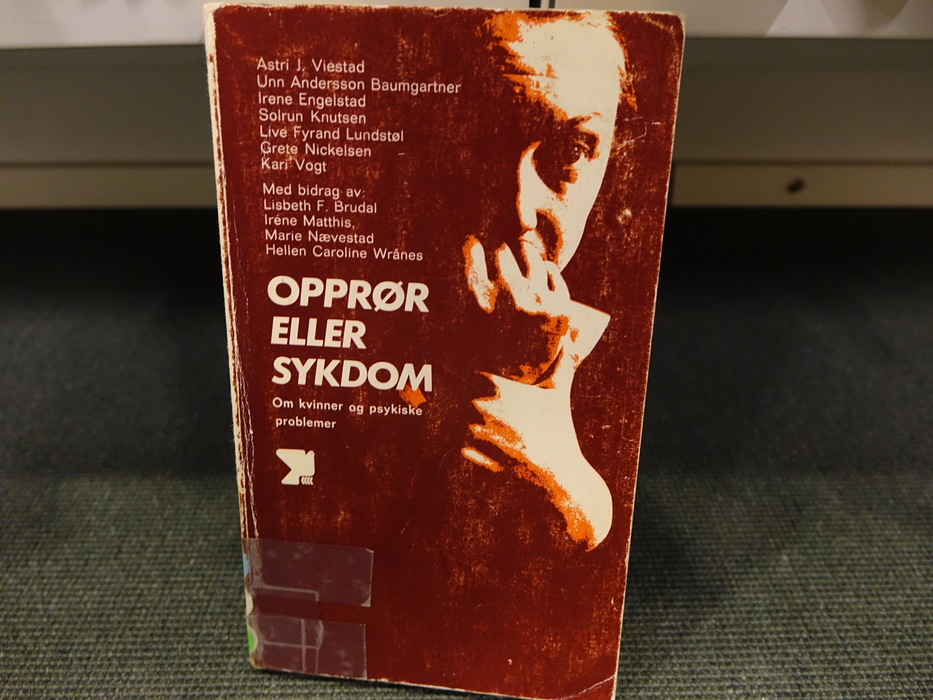 Astri J. Viestad
Unn Andersson Baumgartner
Irene Engelstad
Solrun Knutsen
Live Fyrand Lundstøl
Grete Nickelsen
Kari Vogt
Med bidrag av:
Lisbeth F. Brudal
Iréne Matthis,
Marie Nævestad
Hellen Caroline Wrånes
OPPRØR
ELLER
SYKDOM
Om kvinner og psykiske
problemer